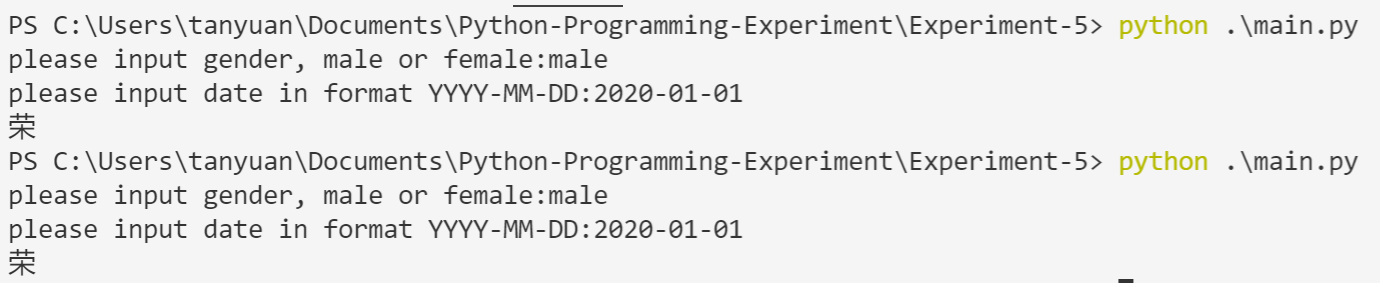 PS C:\Users\tanyuan\Documents\Python-Programming-Experiment\Experiment-5> python .\main.py
please input gender, male or female:male
please input date in format YYYY-MM-DD:2020-01-01
荣
PS C:\Users\tanyuan\Documents\Python-Programming-Experiment\Experiment-5> python .\main.py
please input gender, male or female:male
please input date in format YYYY-MM-DD:2020-01-01
荣